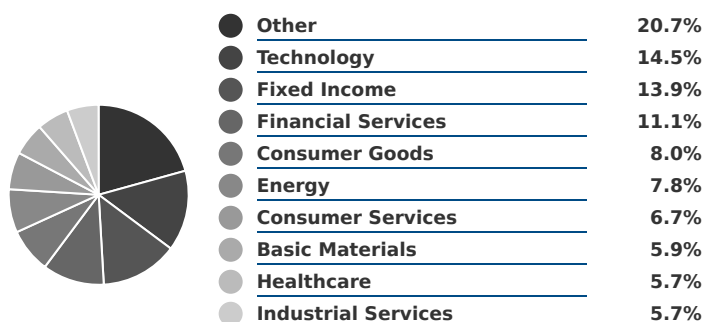 Other 20.7%
Technology 14.5%
Fixed Income 13.9%
Financial Services 11.1%
Consumer Goods 8.0%
Energy 7.8%
Consumer Services 6.7%
Basic Materials 5.9%
Healthcare 5.7%
Industrial Services 5.7%